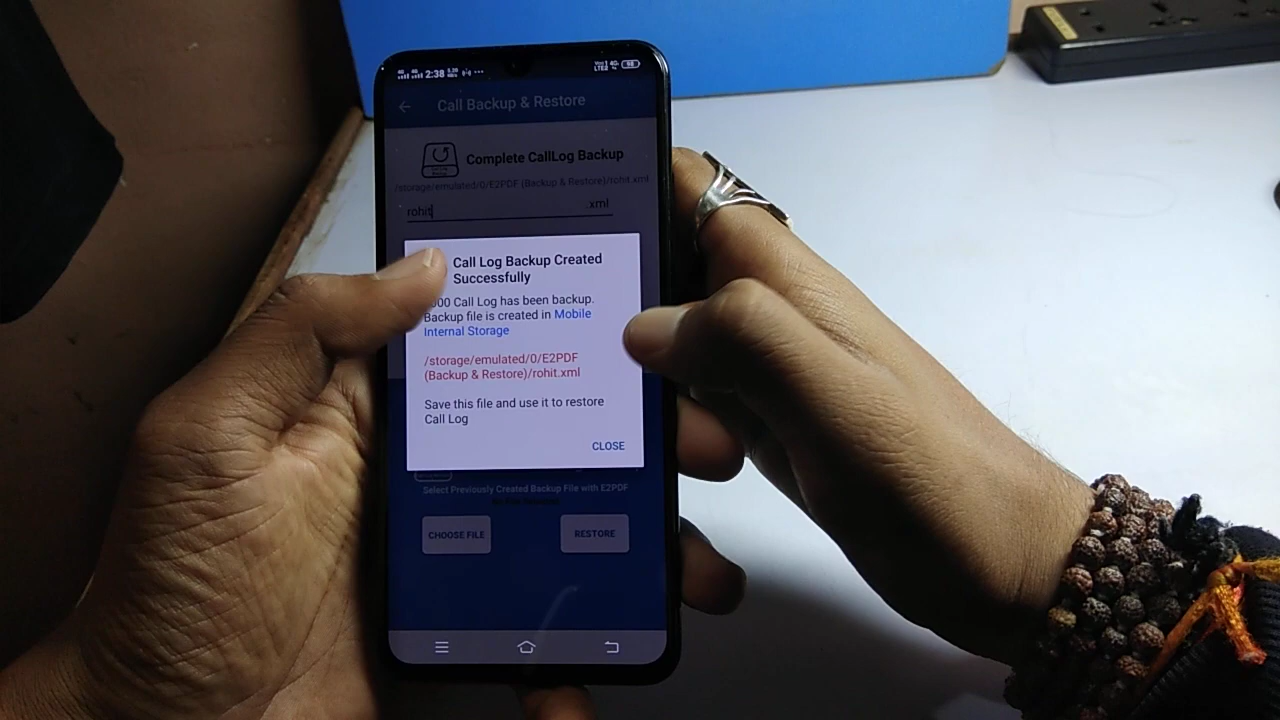 2:38
98
Call Backup & Restore
Complete CallLog Backup
/storage/emulated/0/E2PDF (Backup & Restore)/rohit.xml
rohit .xml
Call Log Backup Created
Successfully
Call Log has been backup.
Backup file is created in Mobile
Internal Storage
/storage/emulated/0/E2PDF
(Backup & Restore)/rohit.xml
Save this file and use it to restore
Call Log
CLOSE
Select Previously Created Backup File with E2PDF
CHOOSE FILE RESTORE